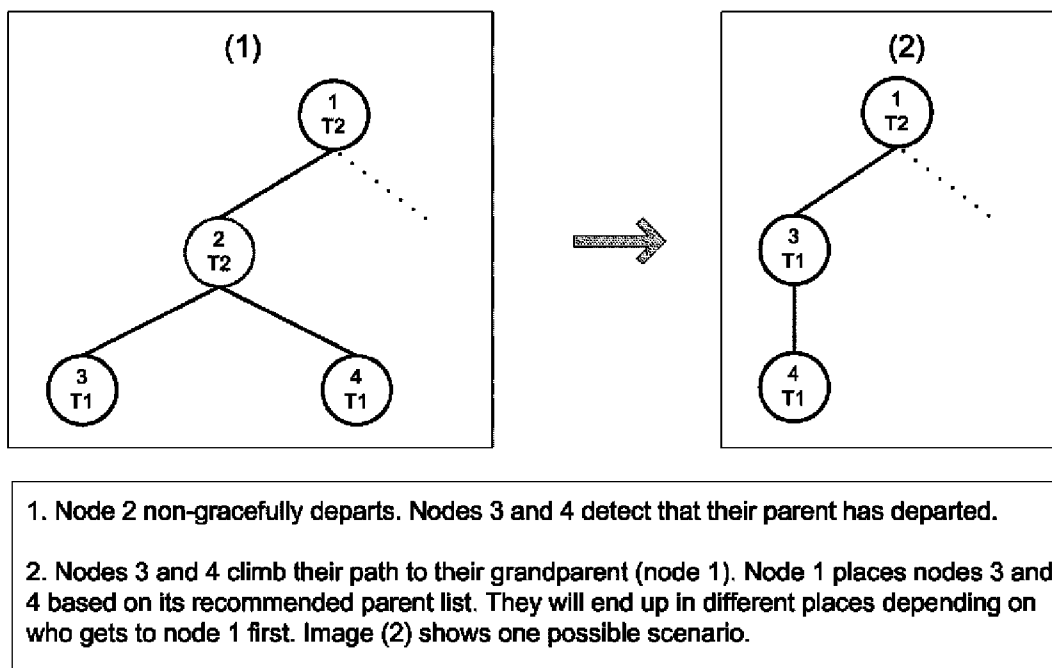 (1)
1
T2
2
T2
3
T1
4
T1
(2)
1
T2
3
T1
4
T1
1. Node 2 non-gracefully departs. Nodes 3 and 4 detect that their parent has departed.
2. Nodes 3 and 4 climb their path to their grandparent (node 1). Node 1 places nodes 3 and
4 based on its recommended parent list. They will end up in different places depending on
who gets to node 1 first. Image (2) shows one possible scenario.